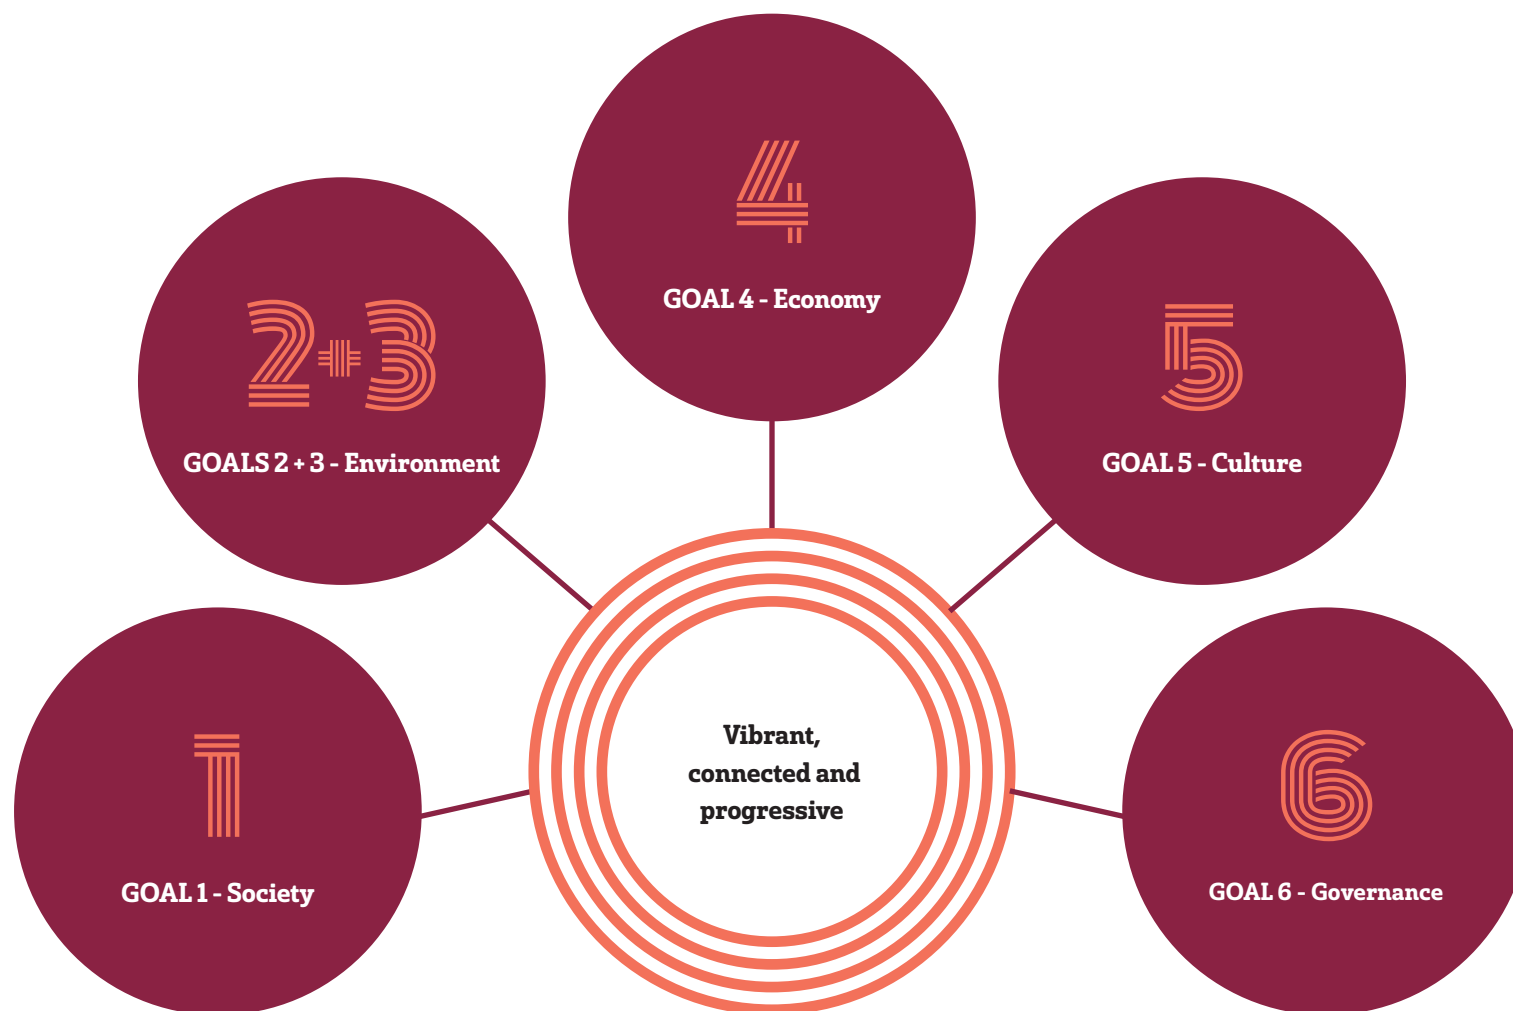 4
GOAL 4 - Economy
2+3
GOALS 2 + 3 - Environment
5
GOAL 5 - Culture
1
GOAL 1 - Society
Vibrant,
connected and
progressive
6
GOAL 6 - Governance